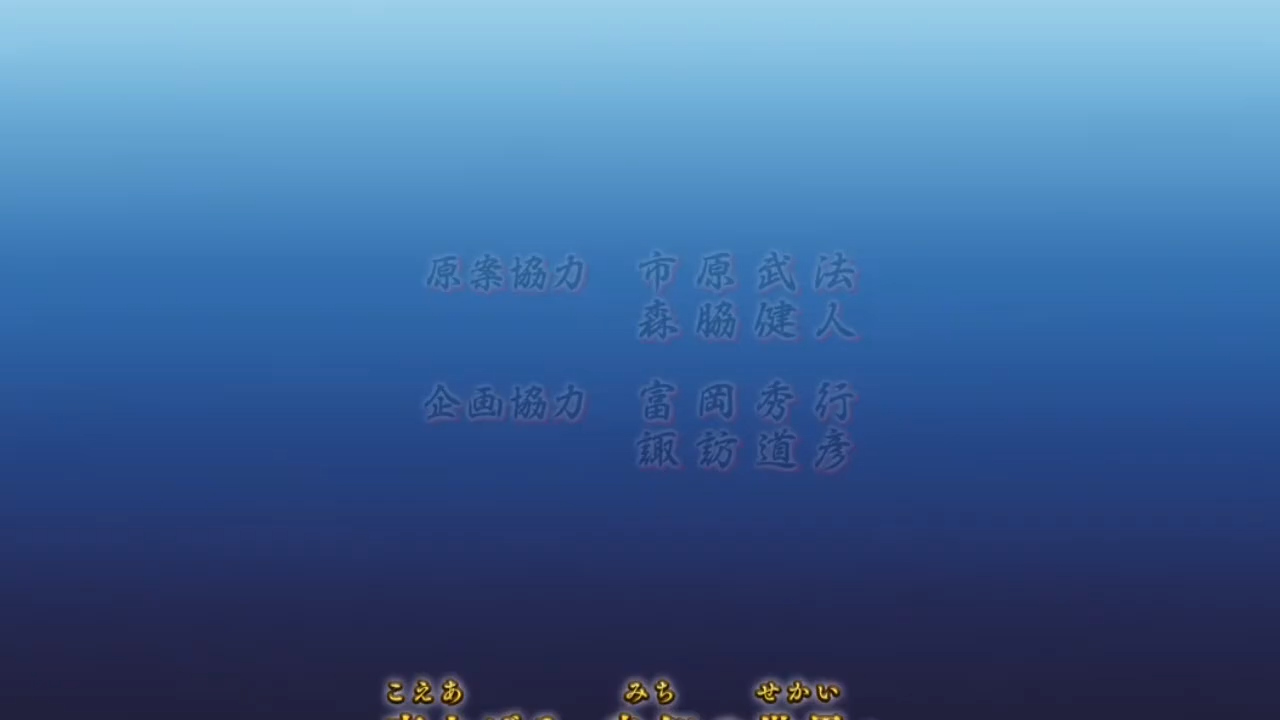 原案協力 市原武法
森脇健人
企画協力 富岡秀行
諏訪道彦
こえあ みち せかい